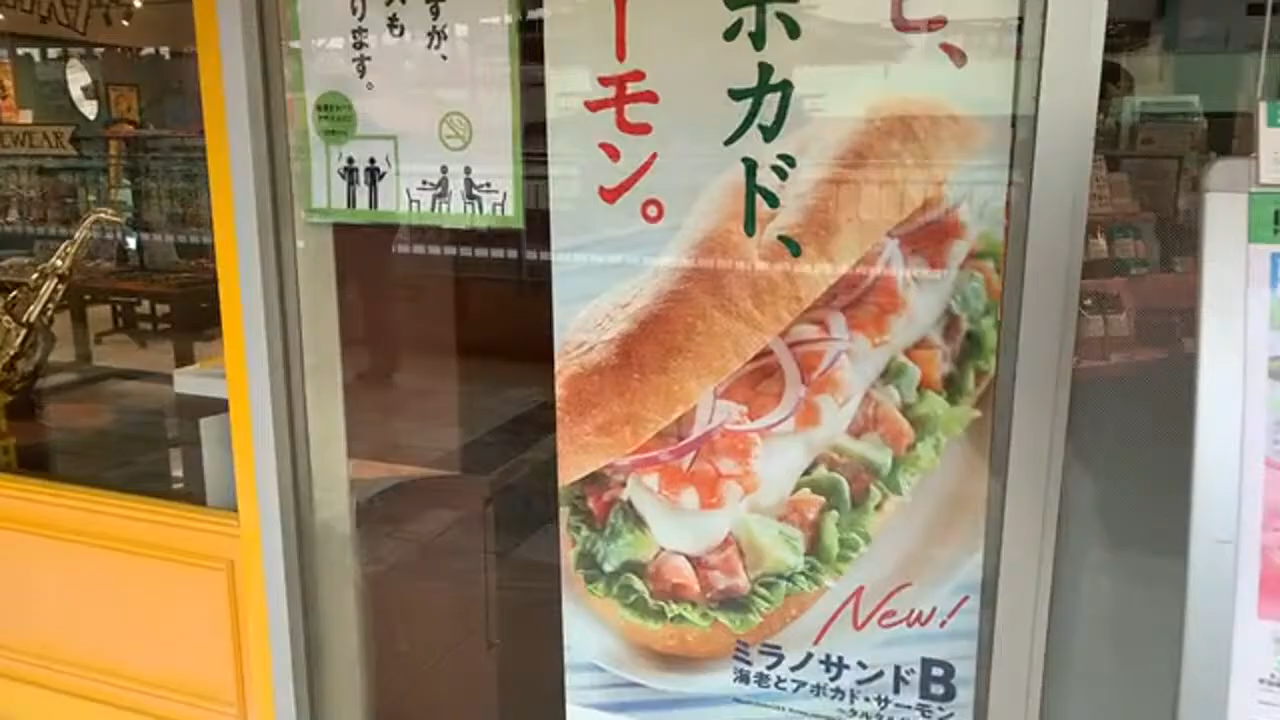 ビ、
ボカド、
ーモン。
すが、
も
ります。
EWEAR
New!
ミラノサンドB
海老とアボカド・サーモン